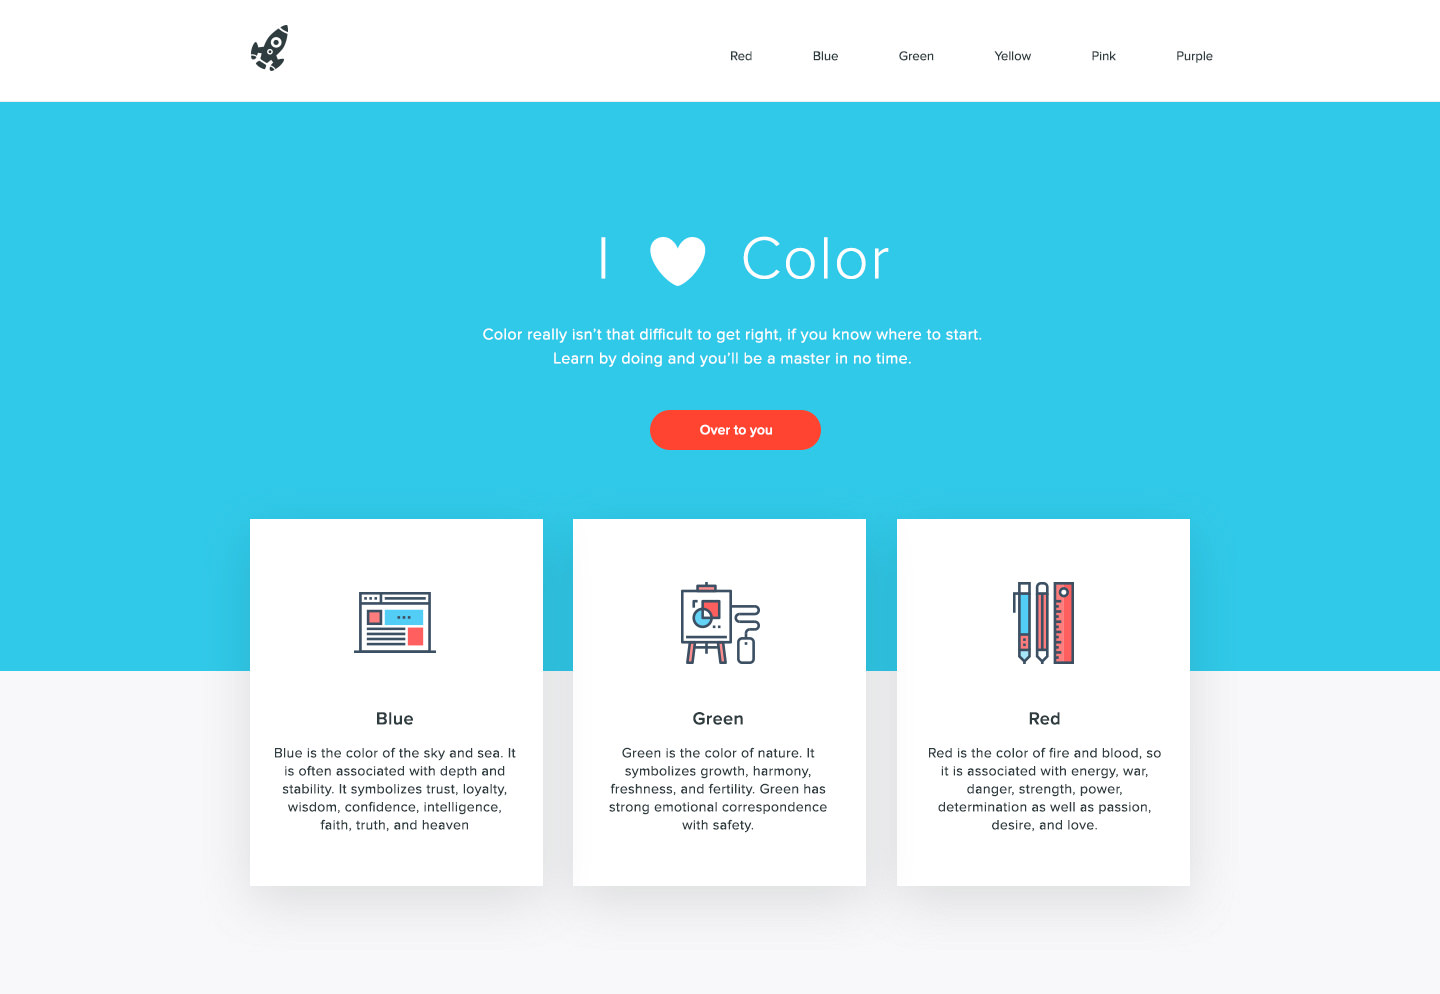 Red Blue Green Yellow Pink Purple
I Color
Color really isn't that difficult to get right, if you know where to start.
Learn by doing and you'll be a master in no time.
Over to you
Blue
Blue is the color of the sky and sea. It
is often associated with depth and
stability. It symbolizes trust, loyalty,
wisdom, confidence, intelligence,
faith, truth, and heaven
Green
Green is the color of nature. It
symbolizes growth, harmony,
freshness, and fertility. Green has
strong emotional correspondence
with safety.
Red
Red is the color of fire and blood, so
it is associated with energy, war,
danger, strength, power,
determination as well as passion,
desire, and love.